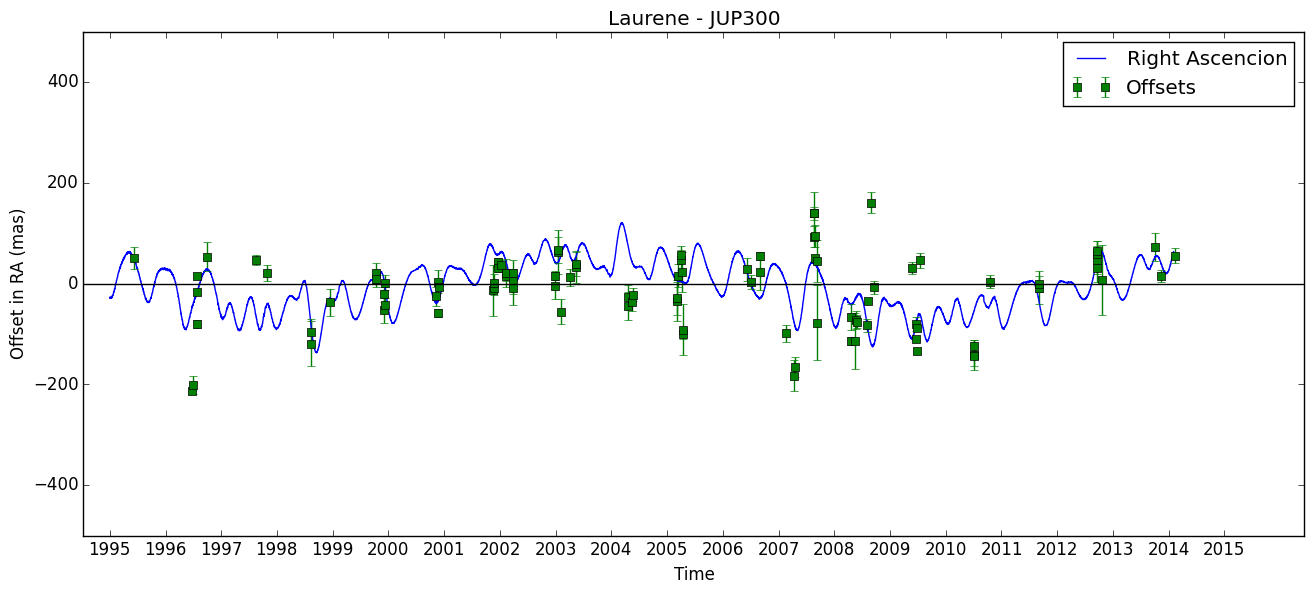 Laurene - JUP300
Right Ascencion
Offsets
Offset in RA (mas)
400
200
0
−200
−400
1995 1996 1997 1998 1999 2000 2001 2002 2003 2004 2005 2006 2007 2008 2009 2010 2011 2012 2013 2014 2015
Time